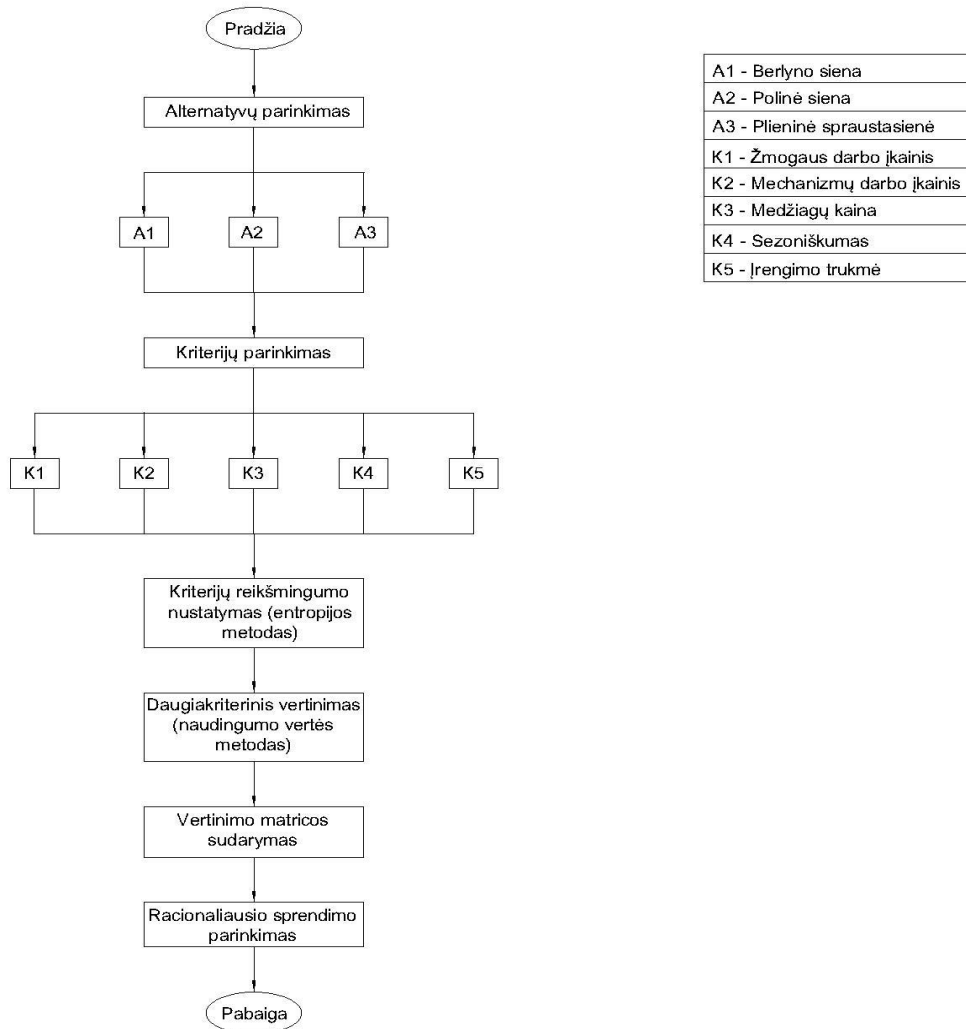 Pradžia
Alternatyvų parinkimas
A1
A2
A3
Kriterijų parinkimas
K1
K2
K3
K4
K5
Kriterijų reikšmingumo
nustatymas (entropijos
metodas)
Daugiakriterinis vertinimas
(naudingumo vertės
metodas)
Vertinimo matricos
sudarymas
Racionaliausio sprendimo
parinkimas
Pabaiga
A1 - Berlyno siena
A2 - Polinė siena
A3 - Plieninė spraustasienė
K1 - Žmogaus darbo įkainis
K2 - Mechanizmų darbo įkainis
K3 - Medžiagų kaina
K4 - Sezoniškumas
K5 - Įrengimo trukmė